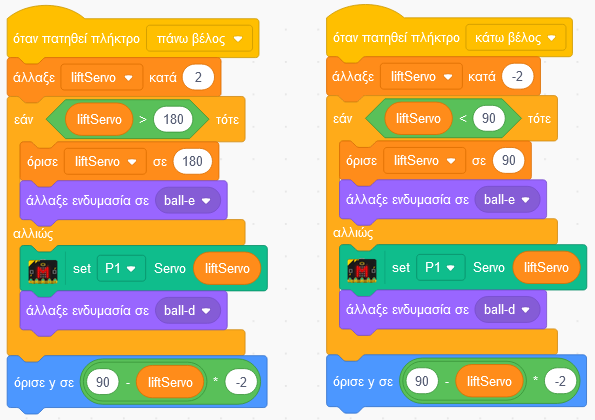 όταν πατηθεί πλήκτρο πάνω βέλος
άλλαξε liftServo κατά 2
εάν liftServo > 180 τότε
όρισε liftServo σε 180
άλλαξε ενδυμασία σε ball-e
αλλιώς
set P1 Servo liftServo
άλλαξε ενδυμασία σε ball-d
όρισε y σε 90 - liftServo * -2
όταν πατηθεί πλήκτρο κάτω βέλος
άλλαξε liftServo κατά -2
εάν liftServo < 90 τότε
όρισε liftServo σε 90
άλλαξε ενδυμασία σε ball-e
αλλιώς
set P1 Servo liftServo
άλλαξε ενδυμασία σε ball-d
όρισε y σε 90 - liftServo * -2